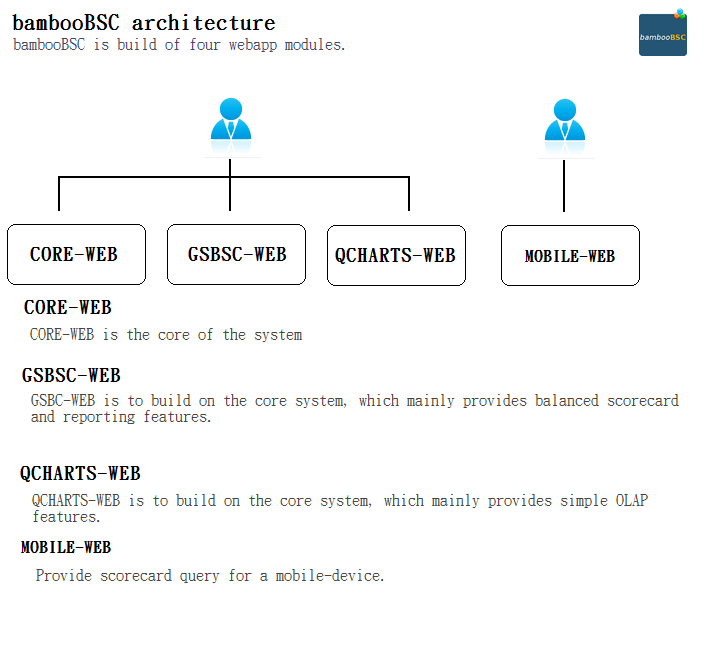 bambooBSC architecture
bambooBSC is build of four webapp modules.
bambooBSC
CORE-WEB
GSBSC-WEB
QCHARTS-WEB
MOBILE-WEB
CORE-WEB
CORE-WEB is the core of the system
GSBSC-WEB
GSBC-WEB is to build on the core system, which mainly provides balanced scorecard
and reporting features.
QCHARTS-WEB
QCHARTS-WEB is to build on the core system, which mainly provides simple OLAP
features.
MOBILE-WEB
Provide scorecard query for a mobile-device.